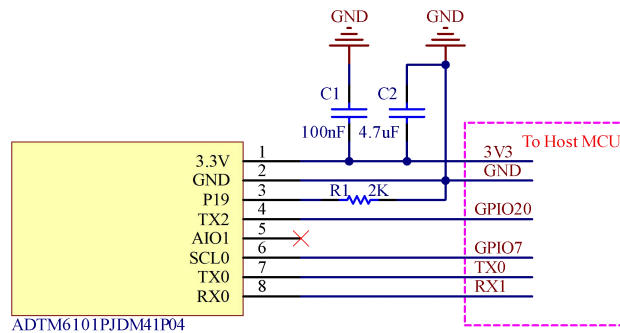 GND GND
C1 C2
100nF 4.7uF
To Host MCU
3.3V 1 3V3
GND 2 GND
P19 3 R1 2K
TX2 4 GPIO20
AIO1 5
SCL0 6 GPIO7
TX0 7 TX0
RX0 8 RX1
ADTM6101PJDM41P04